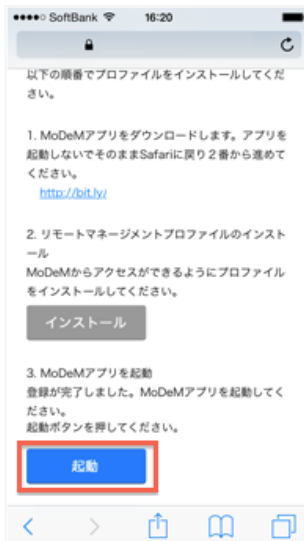 SoftBank 16:20
以下の順番でプロファイルをインストールしてくだ
さい。
1. MoDeMアプリをダウンロードします。アプリを
起動しないでそのままSafariに戻り２番から進めて
ください。
http://bit.ly/
2. リモートマネージメントプロファイルのインスト
ール
MoDeMからアクセスができるようにプロファイル
をインストールしてください。
インストール
3. MoDeMアプリを起動
登録が完了しました。MoDeMアプリを起動してく
ださい。
起動ボタンを押してください。
起動